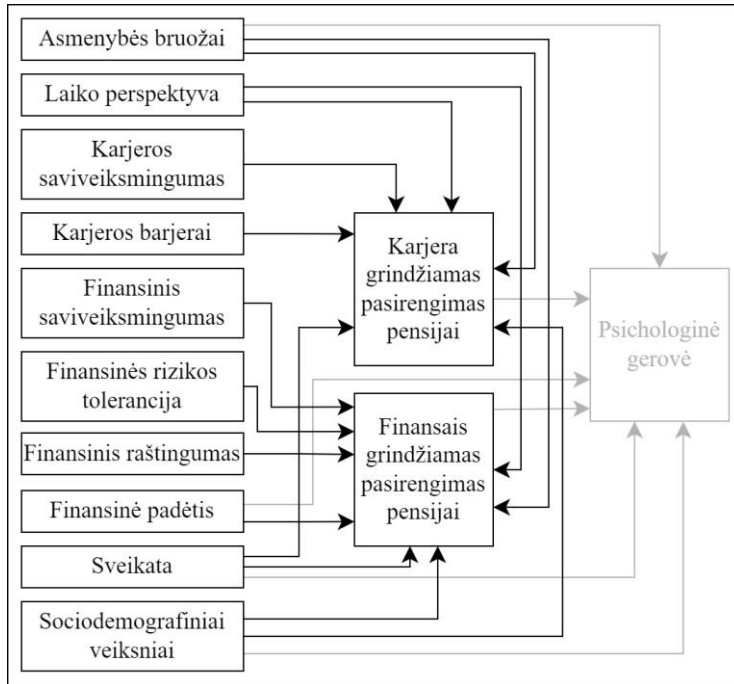 Asmenybės bruožai
Laiko perspektyva
Karjeros
saviveiksmingumas
Karjeros barjerai
Finansinis
saviveiksmingumas
Finansinės rizikos
tolerancija
Finansinis raštingumas
Finansinė padėtis
Sveikata
Sociodemografiniai
veiksniai
Karjera
grindžiamas
pasirengimas
pensijai
Finansais
grindžiamas
pasirengimas
pensijai
Psichologinė
gerovė